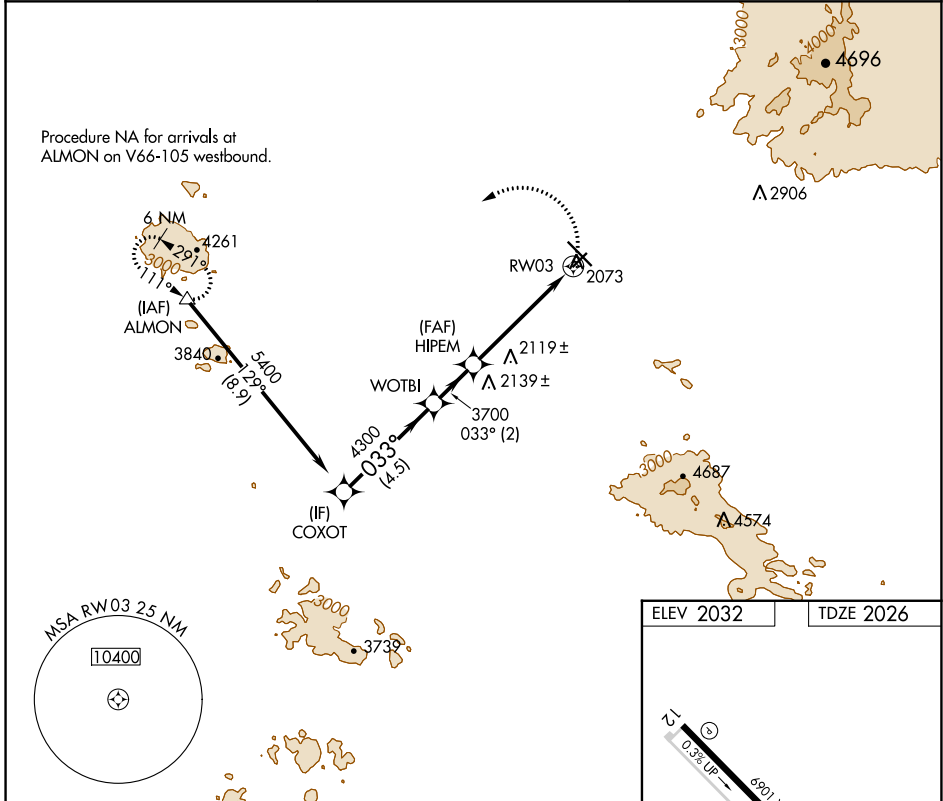 3000
4000
4696
Procedure NA for arrivals at
ALMON on V66-105 westbound.
2906
6 NM
4261
291°
3000
111°
RW03
2073
(IAF)
ALMON
(FAF)
HIPEM
3840
5400
129°
(8.9)
2119±
WOTBI
2139±
3700
033° (2)
4300
033°
(4.5)
3000
4687
(IF)
COXOT
4574
3000
3739
MSA RW03 25 NM
10400
ELEV 2032
TDZE 2026
12
P
0.3% UP
6901